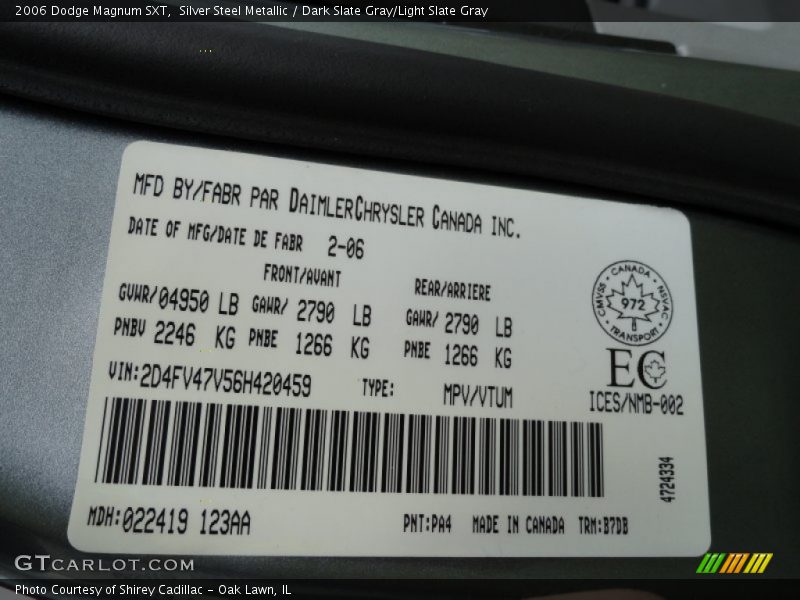 2006 Dodge Magnum SXT,  Silver Steel Metallic / Dark Slate Gray/Light Slate Gray
MFD BY/FABR PAR DAIMLERCHRYSLER CANADA INC.
DATE OF MFG/DATE DE FABR 2-06
FRONT/AVANT REAR/ARRIERE
GVWR/04950 LB GAWR/ 2790 LB GAWR/ 2790 LB
PNBV 2246 KG PNBE 1266 KG PNBE 1266 KG
VIN:2D4FV47V56H420459 TYPE: MPV/VTUM
CANADA
CMVSS 972 NSVAC
TRANSPORT
EC
ICES/NMB-002
4724334
MDH:022419 123AA PNT:PA4 MADE IN CANADA TRM:B7DB
GTCARLOT.COM
Photo Courtesy of Shirey Cadillac - Oak Lawn, IL